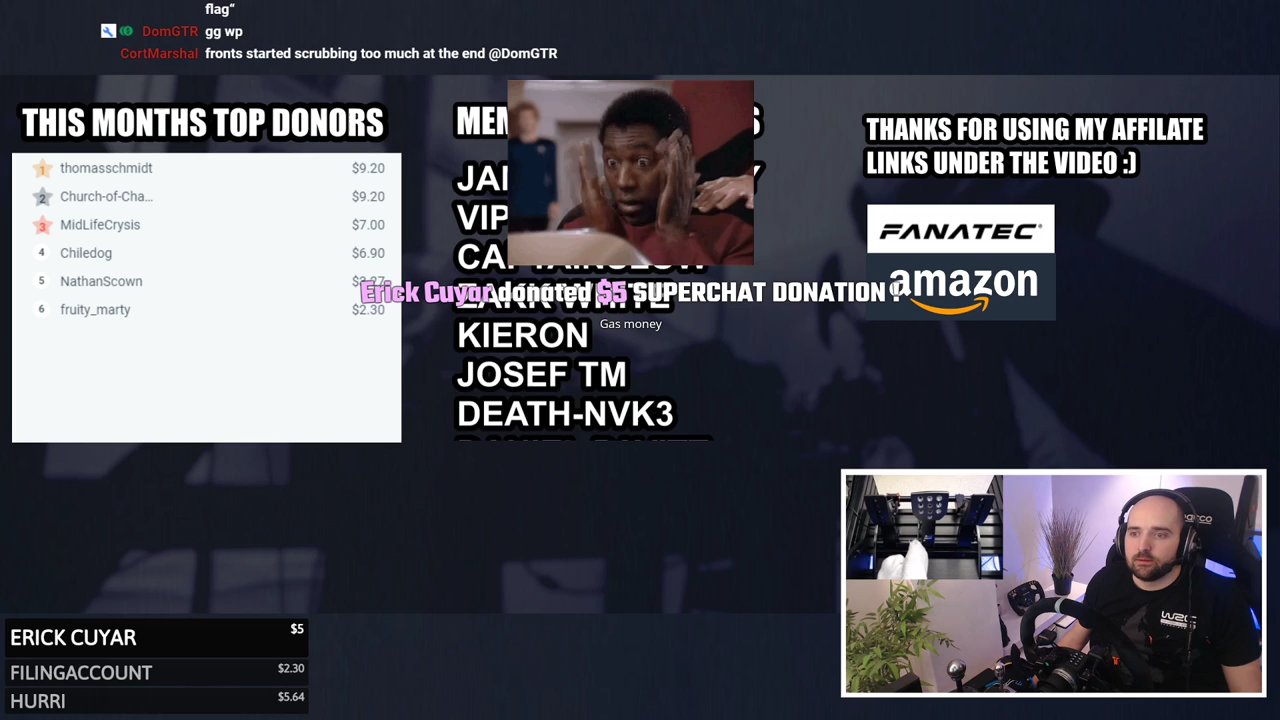 flag“
DomGTR gg wp
CortMarshal fronts started scrubbing too much at the end @DomGTR
THIS MONTHS TOP DONORS
1 thomasschmidt $9.20
2 Church-of-Cha... $9.20
3 MidLifeCrysis $7.00
4 Chiledog $6.90
5 NathanScown
6 fruity_marty $2.30
KIERON
JOSEF TM
DEATH-NVK3
Erick Cuyar donated $5 SUPERCHAT DONATION !
Gas money
THANKS FOR USING MY AFFILATE
LINKS UNDER THE VIDEO :)
FANATEC
amazon
ERICK CUYAR $5
FILINGACCOUNT $2.30
HURRI $5.64